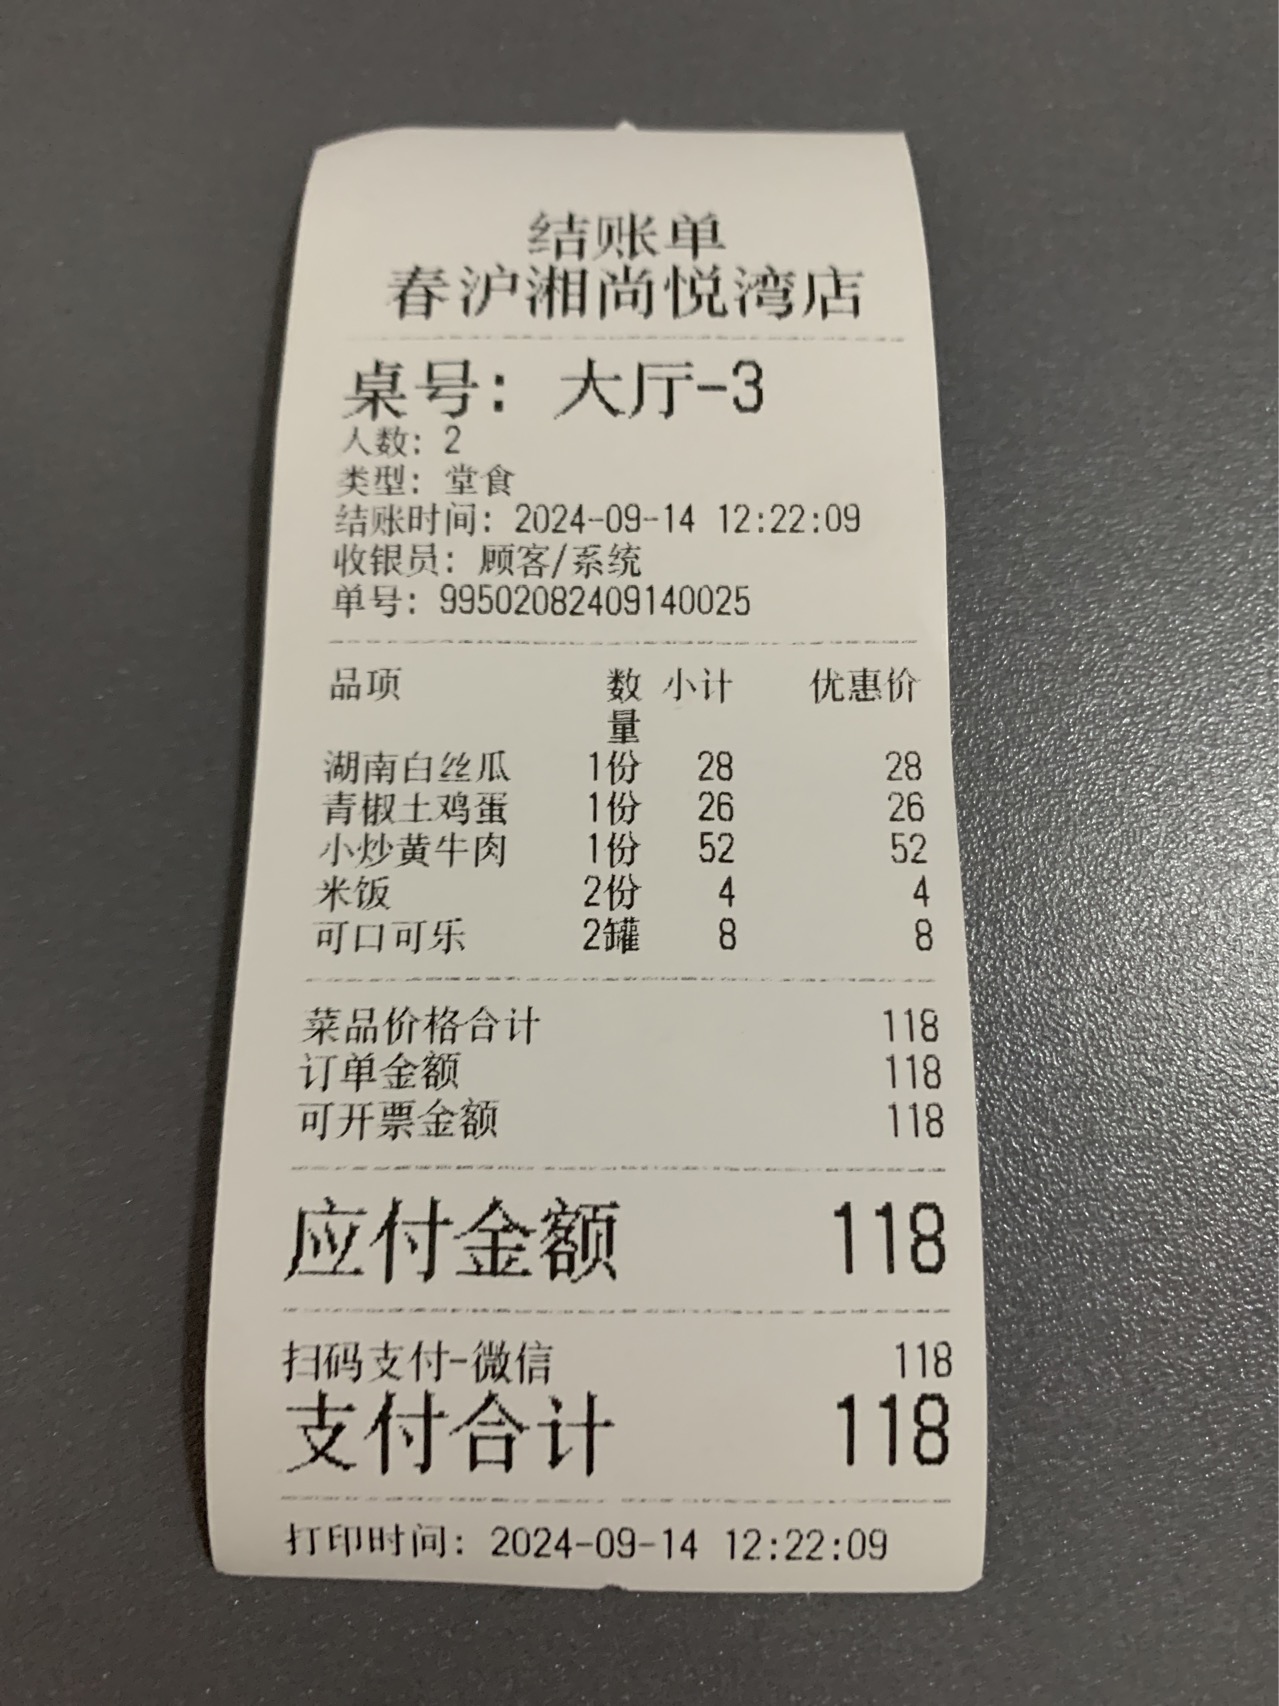 结账单
春沪湘尚悦湾店
桌号: 大厅-3
人数: 2
类型: 堂食
结账时间: 2024-09-14 12:22:09
收银员: 顾客/系统
单号: 99502082409140025
品项 数量 小计 优惠价
湖南白丝瓜 1份 28 28
青椒土鸡蛋 1份 26 26
小炒黄牛肉 1份 52 52
米饭 2份 4 4
可口可乐 2罐 8 8
菜品价格合计 118
订单金额 118
可开票金额 118
应付金额 118
扫码支付-微信 118
支付合计 118
打印时间: 2024-09-14 12:22:09